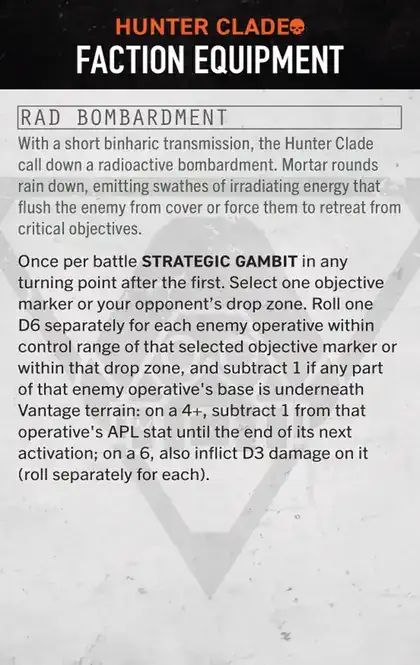 HUNTER CLADE
FACTION EQUIPMENT
RAD BOMBARDMENT
With a short binharic transmission, the Hunter Clade
call down a radioactive bombardment. Mortar rounds
rain down, emitting swathes of irradiating energy that
flush the enemy from cover or force them to retreat from
critical objectives.
Once per battle STRATEGIC GAMBIT in any
turning point after the first. Select one objective
marker or your opponent’s drop zone. Roll one
D6 separately for each enemy operative within
control range of that selected objective marker or
within that drop zone, and subtract 1 if any part
of that enemy operative's base is underneath
Vantage terrain: on a 4+, subtract 1 from that
operative's APL stat until the end of its next
activation; on a 6, also inflict D3 damage on it
(roll separately for each).